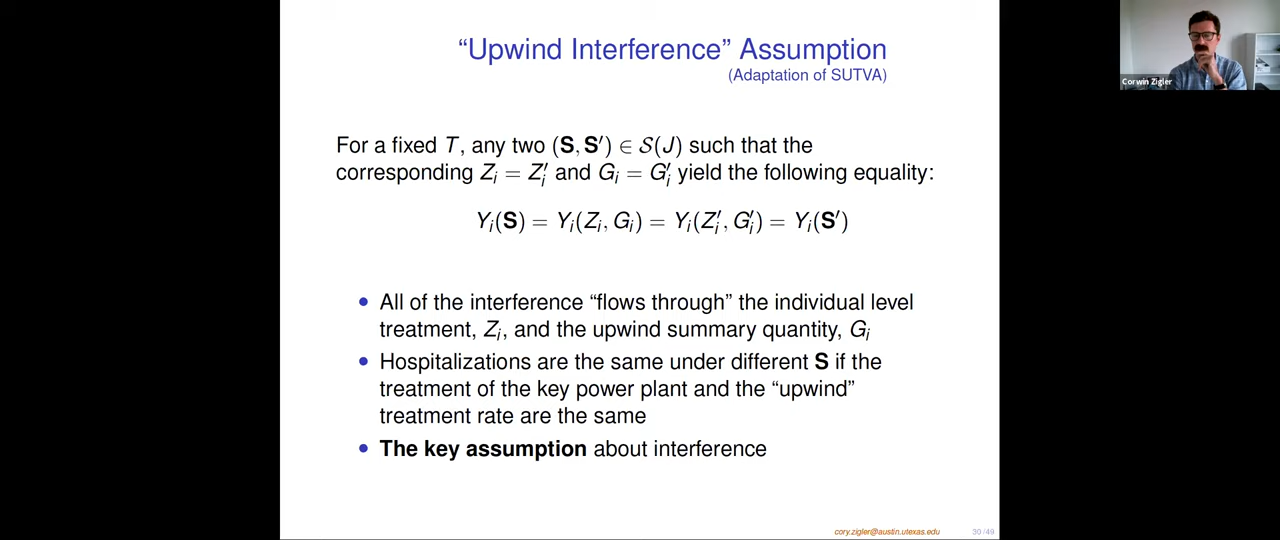 “Upwind Interference” Assumption
(Adaptation of SUTVA)
Corwin Zigler
For a fixed T, any two (S, S′) ∈ 𝒮(J) such that the
corresponding Zᵢ = Z′ᵢ and Gᵢ = G′ᵢ yield the following equality:
Yᵢ(S) = Yᵢ(Zᵢ, Gᵢ) = Yᵢ(Z′ᵢ, G′ᵢ) = Yᵢ(S′)
• All of the interference “flows through” the individual level
treatment, Zᵢ, and the upwind summary quantity, Gᵢ
• Hospitalizations are the same under different S if the
treatment of the key power plant and the “upwind”
treatment rate are the same
• The key assumption about interference
cory.zigler@austin.utexas.edu
30/49